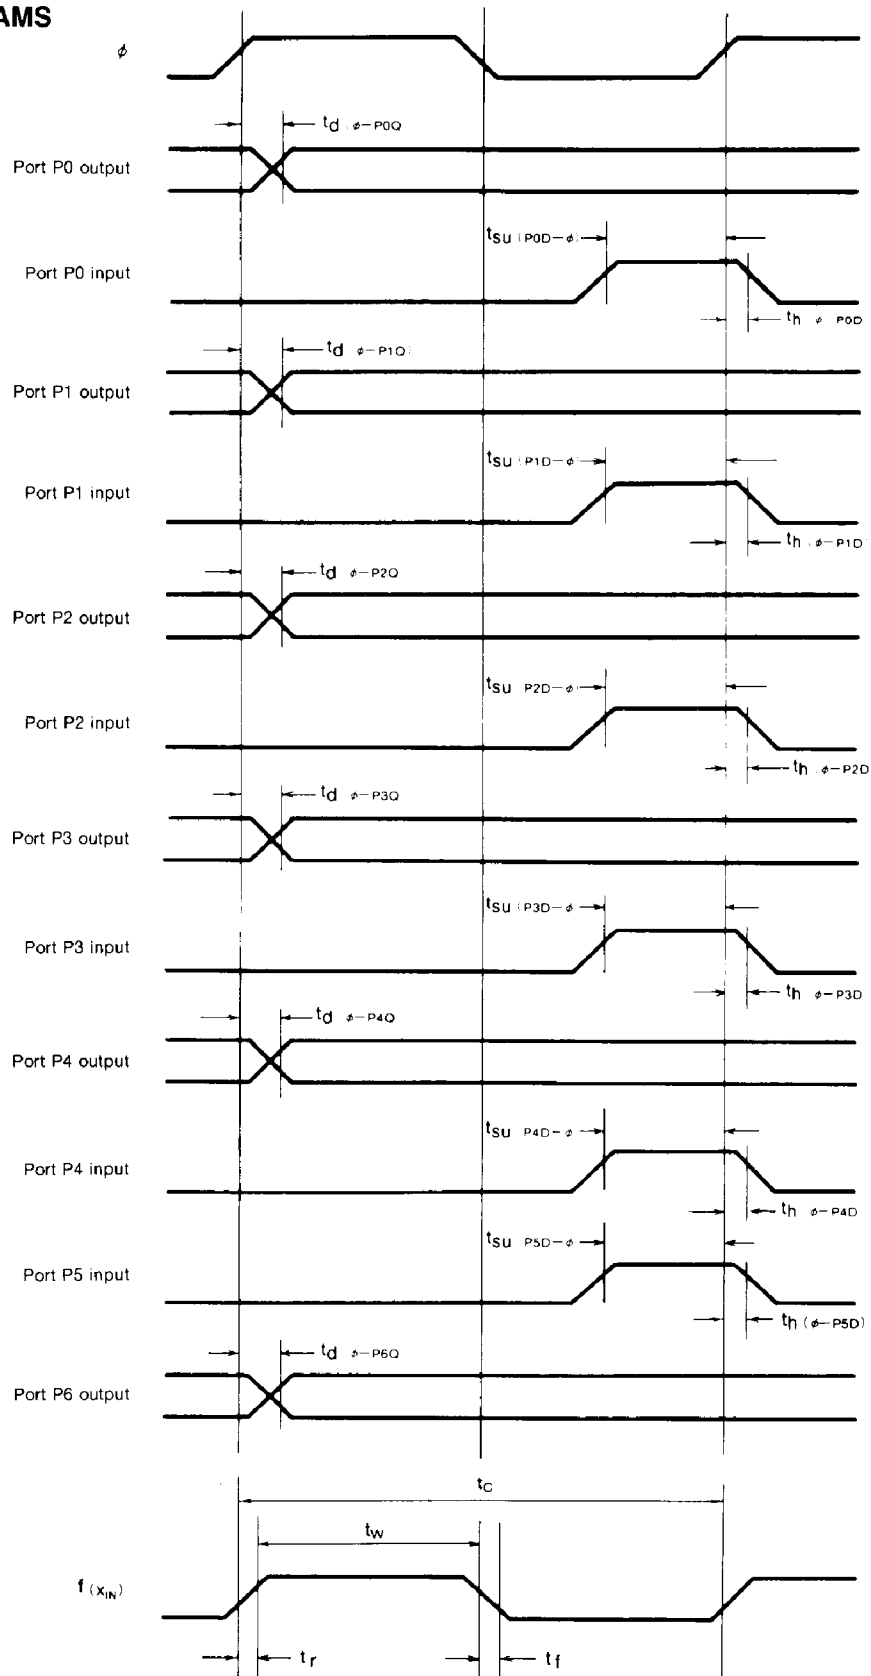 AMS
φ
td (φ–P0Q
Port P0 output
tsu (P0D–φ)
Port P0 input
th φ–P0D
td φ–P1Q)
Port P1 output
tsu (P1D–φ)
Port P1 input
th (φ–P1D
td φ–P2Q
Port P2 output
tsu P2D–φ)
Port P2 input
th (φ–P2D
td φ–P3Q
Port P3 output
tsu (P3D–φ
Port P3 input
th φ–P3D
td φ–P4Q
Port P4 output
tsu P4D–φ
Port P4 input
th φ–P4D
tsu P5D–φ
Port P5 input
th (φ–P5D)
td φ–P6Q
Port P6 output
tC
tW
f (XIN)
tr
tf